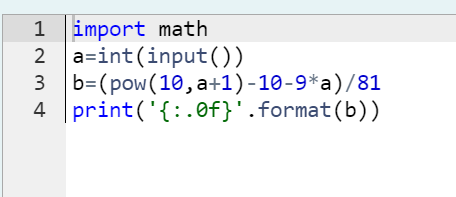 1 import math
2 a=int(input())
3 b=(pow(10,a+1)-10-9*a)/81
4 print('{:.0f}'.format(b))